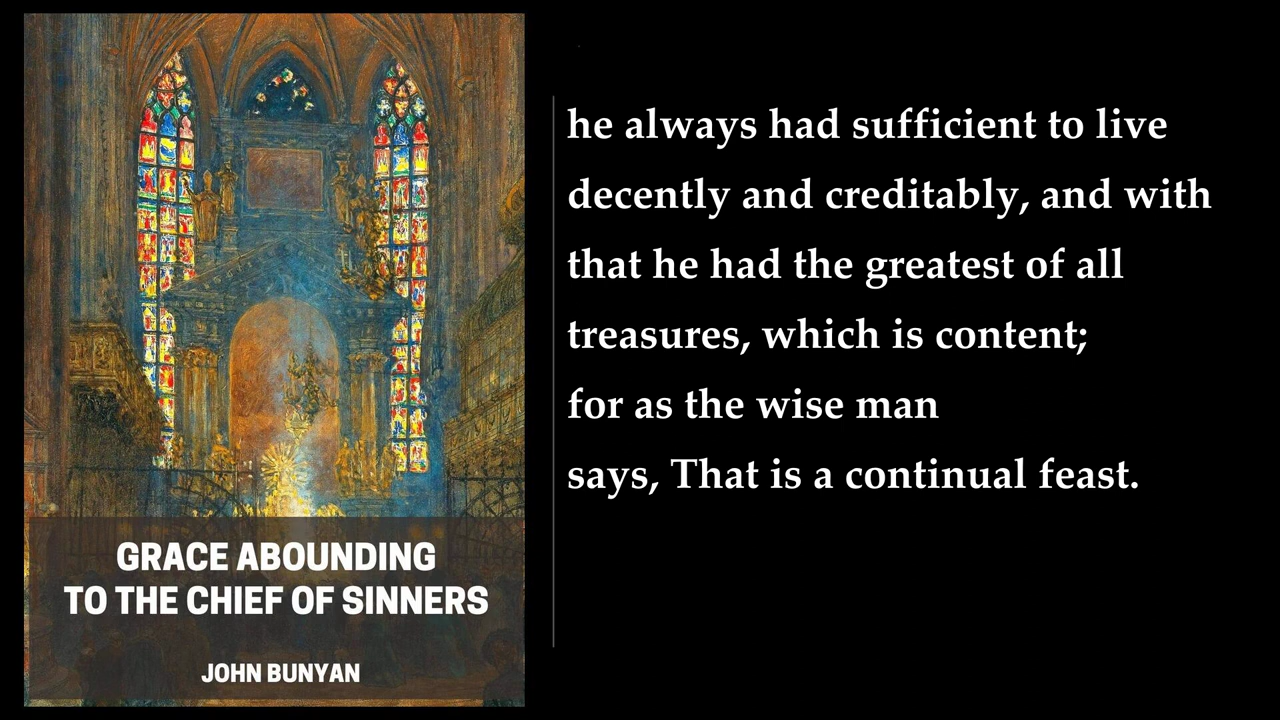 GRACE ABOUNDING
TO THE CHIEF OF SINNERS
JOHN BUNYAN
he always had sufficient to live
decently and creditably, and with
that he had the greatest of all
treasures, which is content;
for as the wise man
says, That is a continual feast.